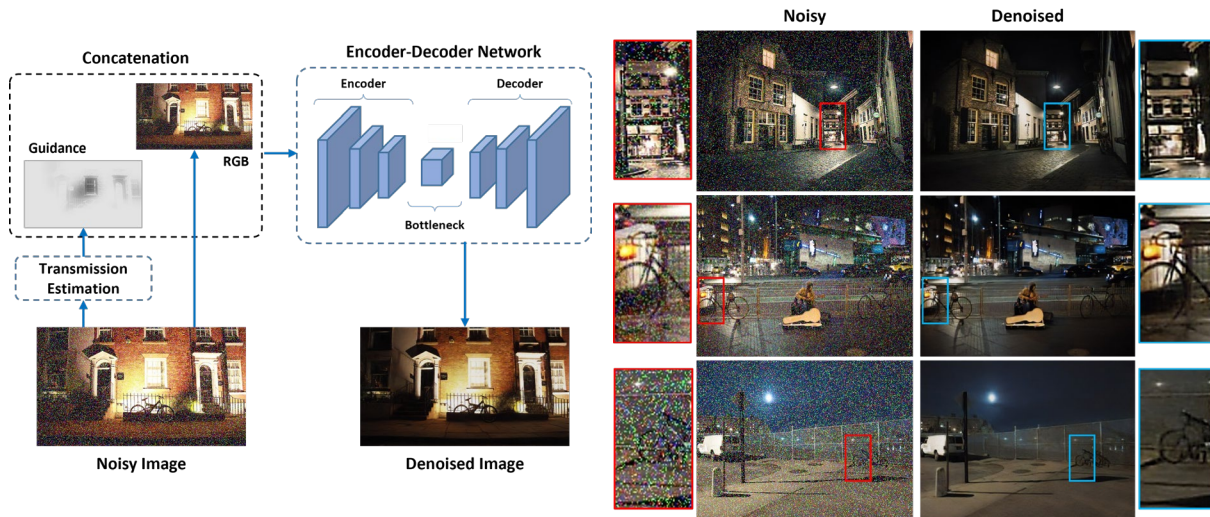 Concatenation
Guidance
RGB
Transmission
Estimation
Noisy Image
Encoder-Decoder Network
Encoder
Decoder
Bottleneck
Denoised Image
Noisy
Denoised